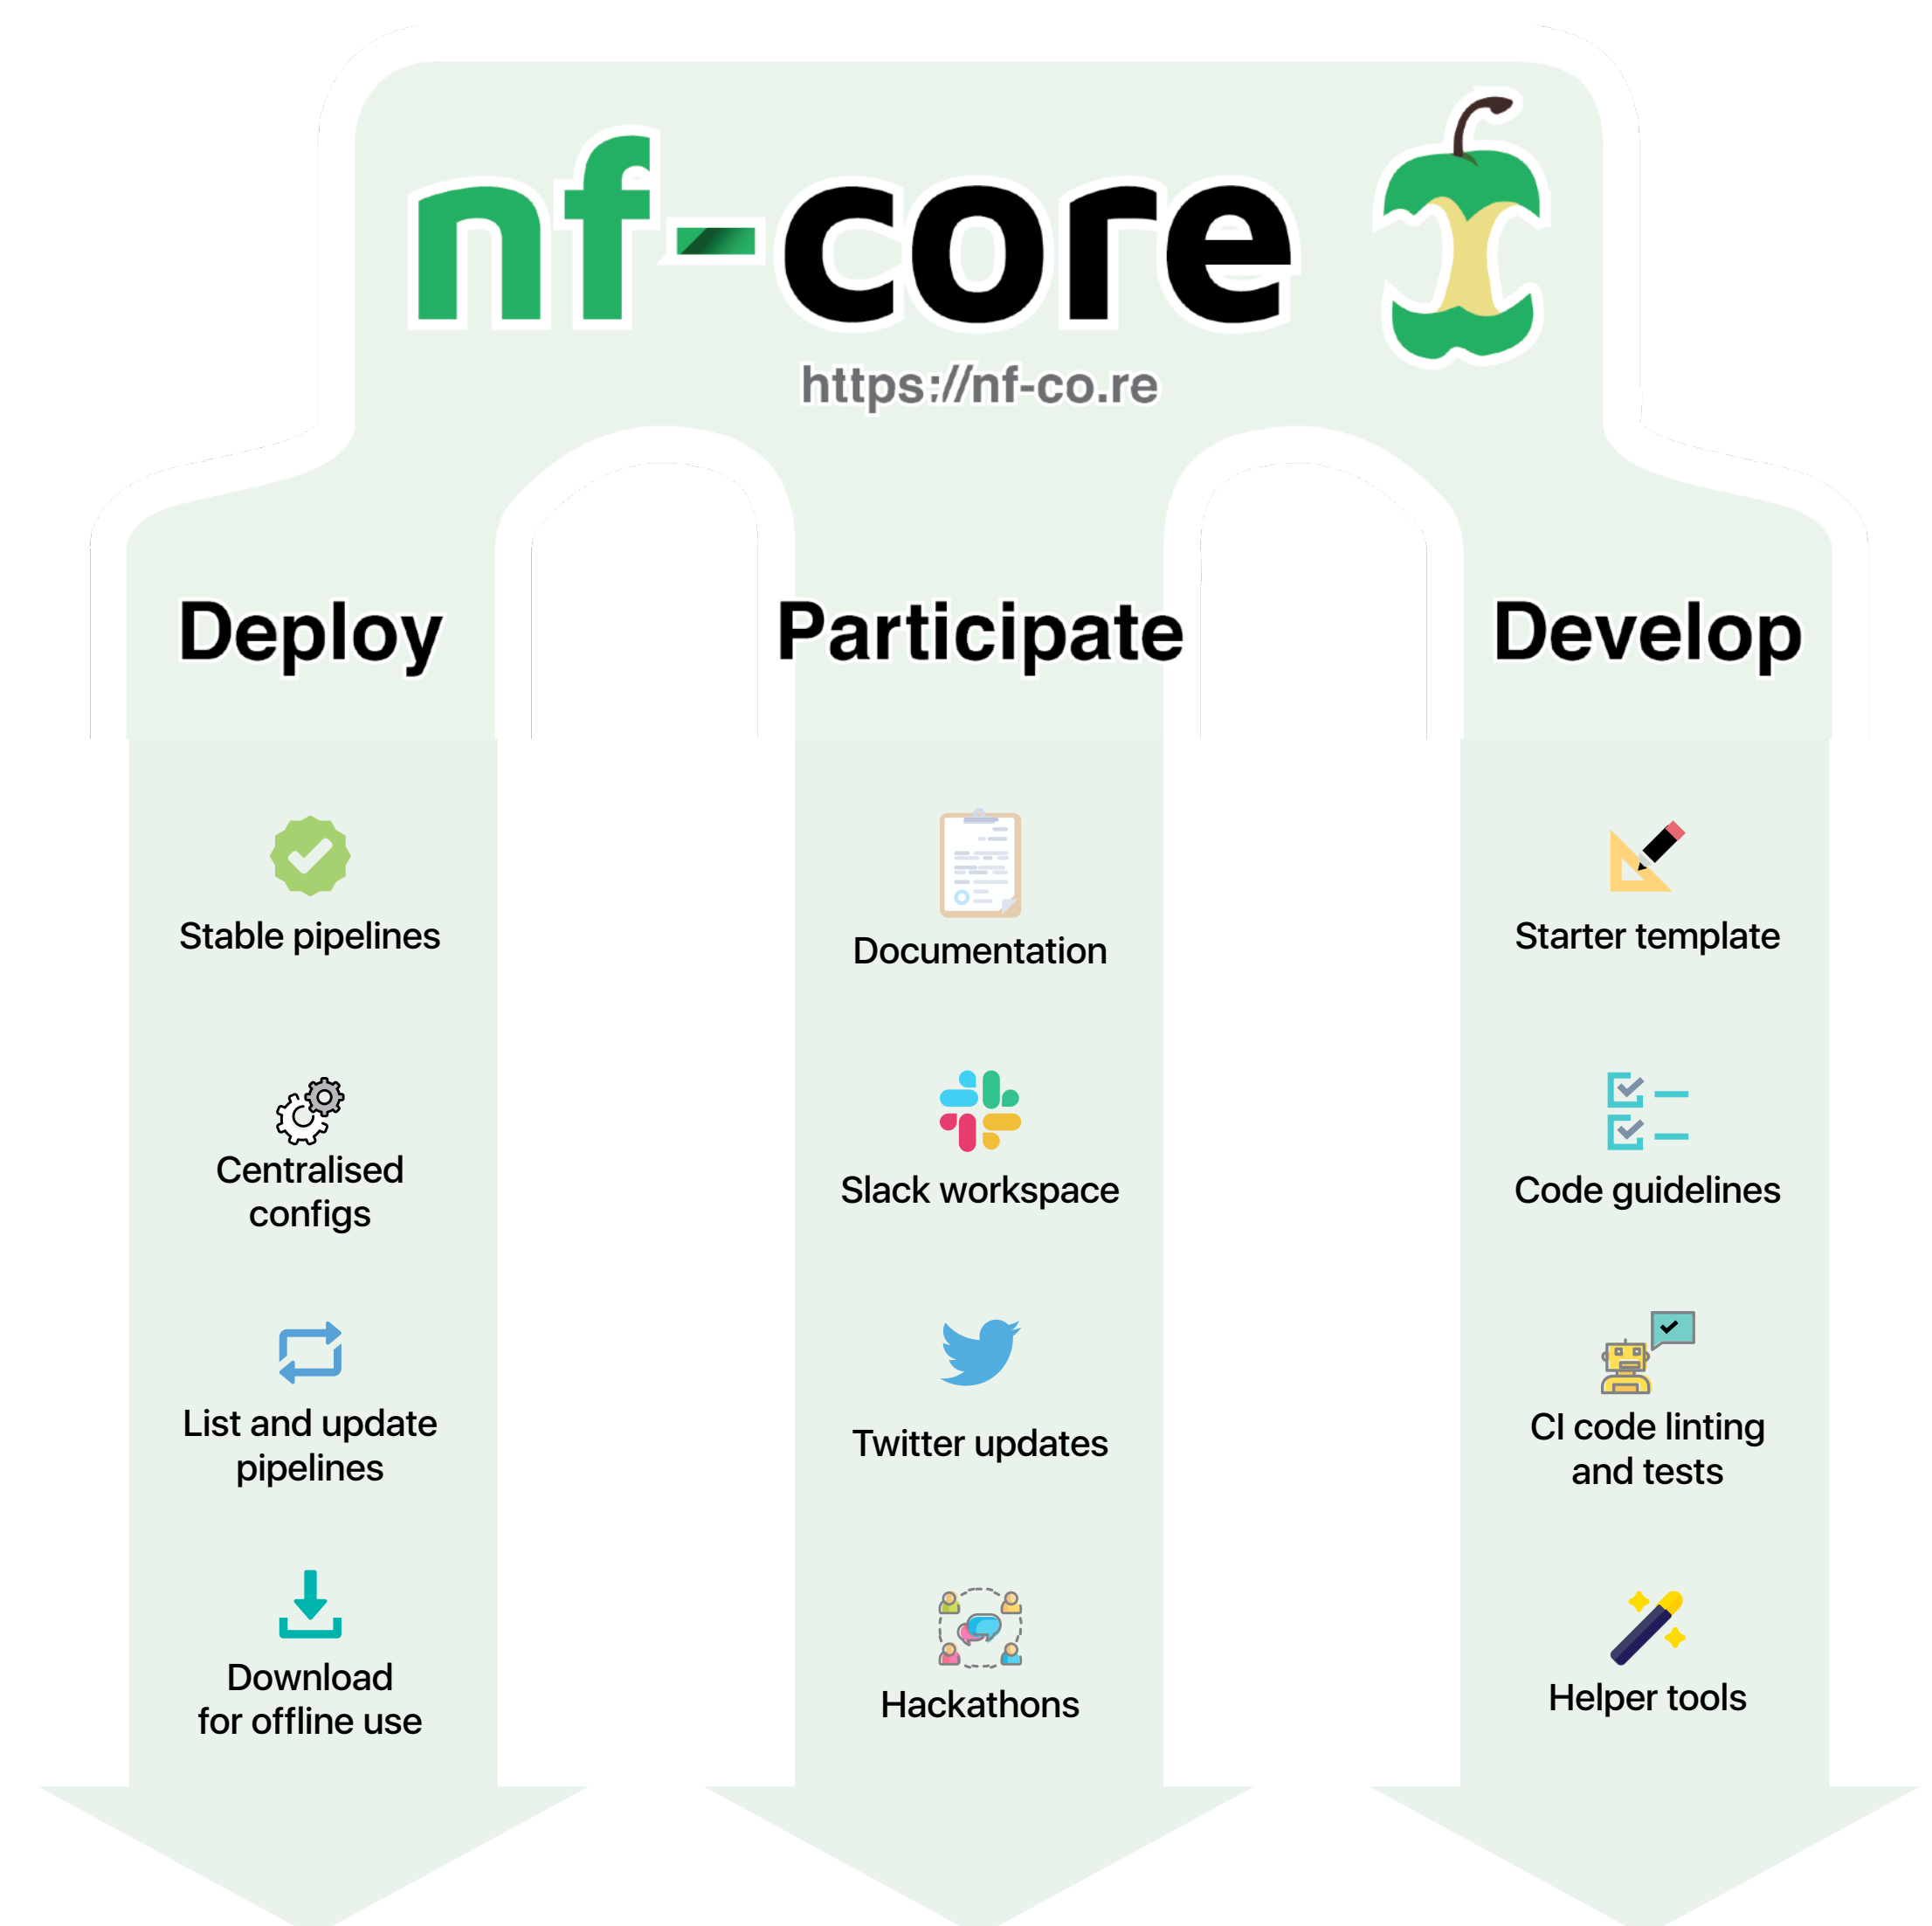 nf-core
https://nf-co.re
Deploy
Stable pipelines
Centralised
configs
List and update
pipelines
Download
for offline use
Participate
Documentation
Slack workspace
Twitter updates
Hackathons
Develop
Starter template
Code guidelines
CI code linting
and tests
Helper tools